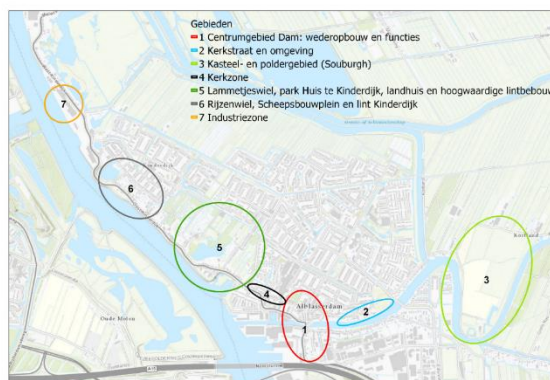 Gebieden
1 Centrumgebied Dam: wederopbouw en functies
2 Kerkstraat en omgeving
3 Kasteel- en poldergebied (Souburgh)
4 Kerkzone
5 Lammetjeswiel, park Huis te Kinderdijk, landhuis en hoogwaardige lintbebouw
6 Rijzenwiel, Scheepsbouwplein en lint Kinderdijk
7 Industriezone
7
6
5
4
3
2
1
Alblasserdam
Oude Maten